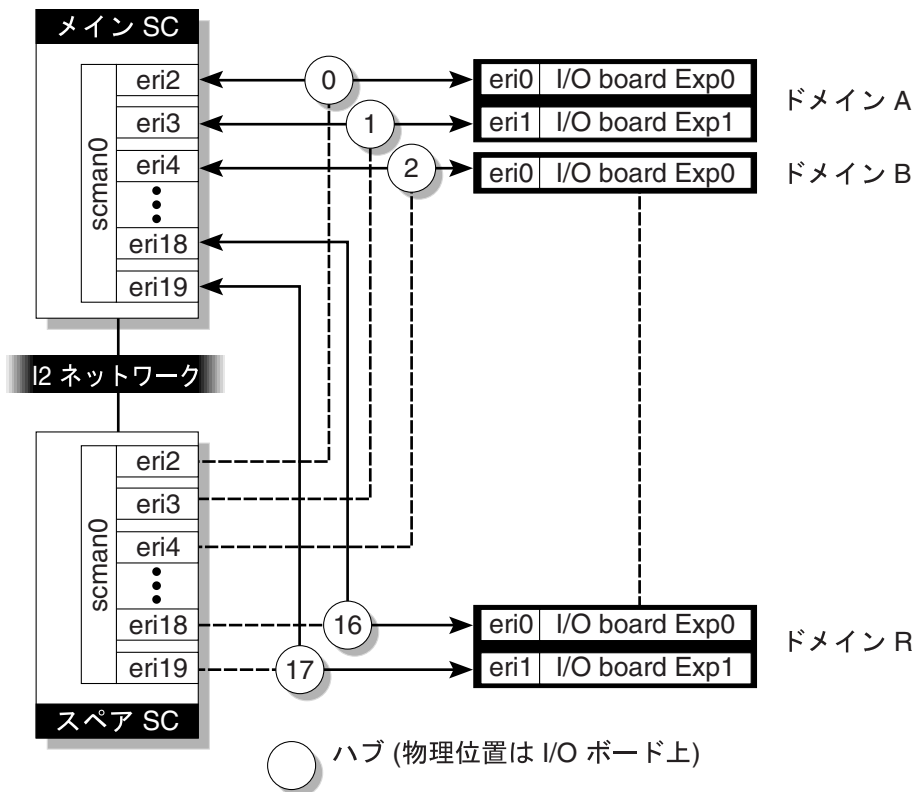 メイン SC
scman0
eri2
eri3
eri4
eri18
eri19
0
1
2
eri0 I/O board Exp0
eri1 I/O board Exp1
ドメイン A
eri0 I/O board Exp0
ドメイン B
I2 ネットワーク
scman0
eri2
eri3
eri4
eri18
eri19
スペア SC
16
17
eri0 I/O board Exp0
eri1 I/O board Exp1
ドメイン R
ハブ (物理位置は I/O ボード上)